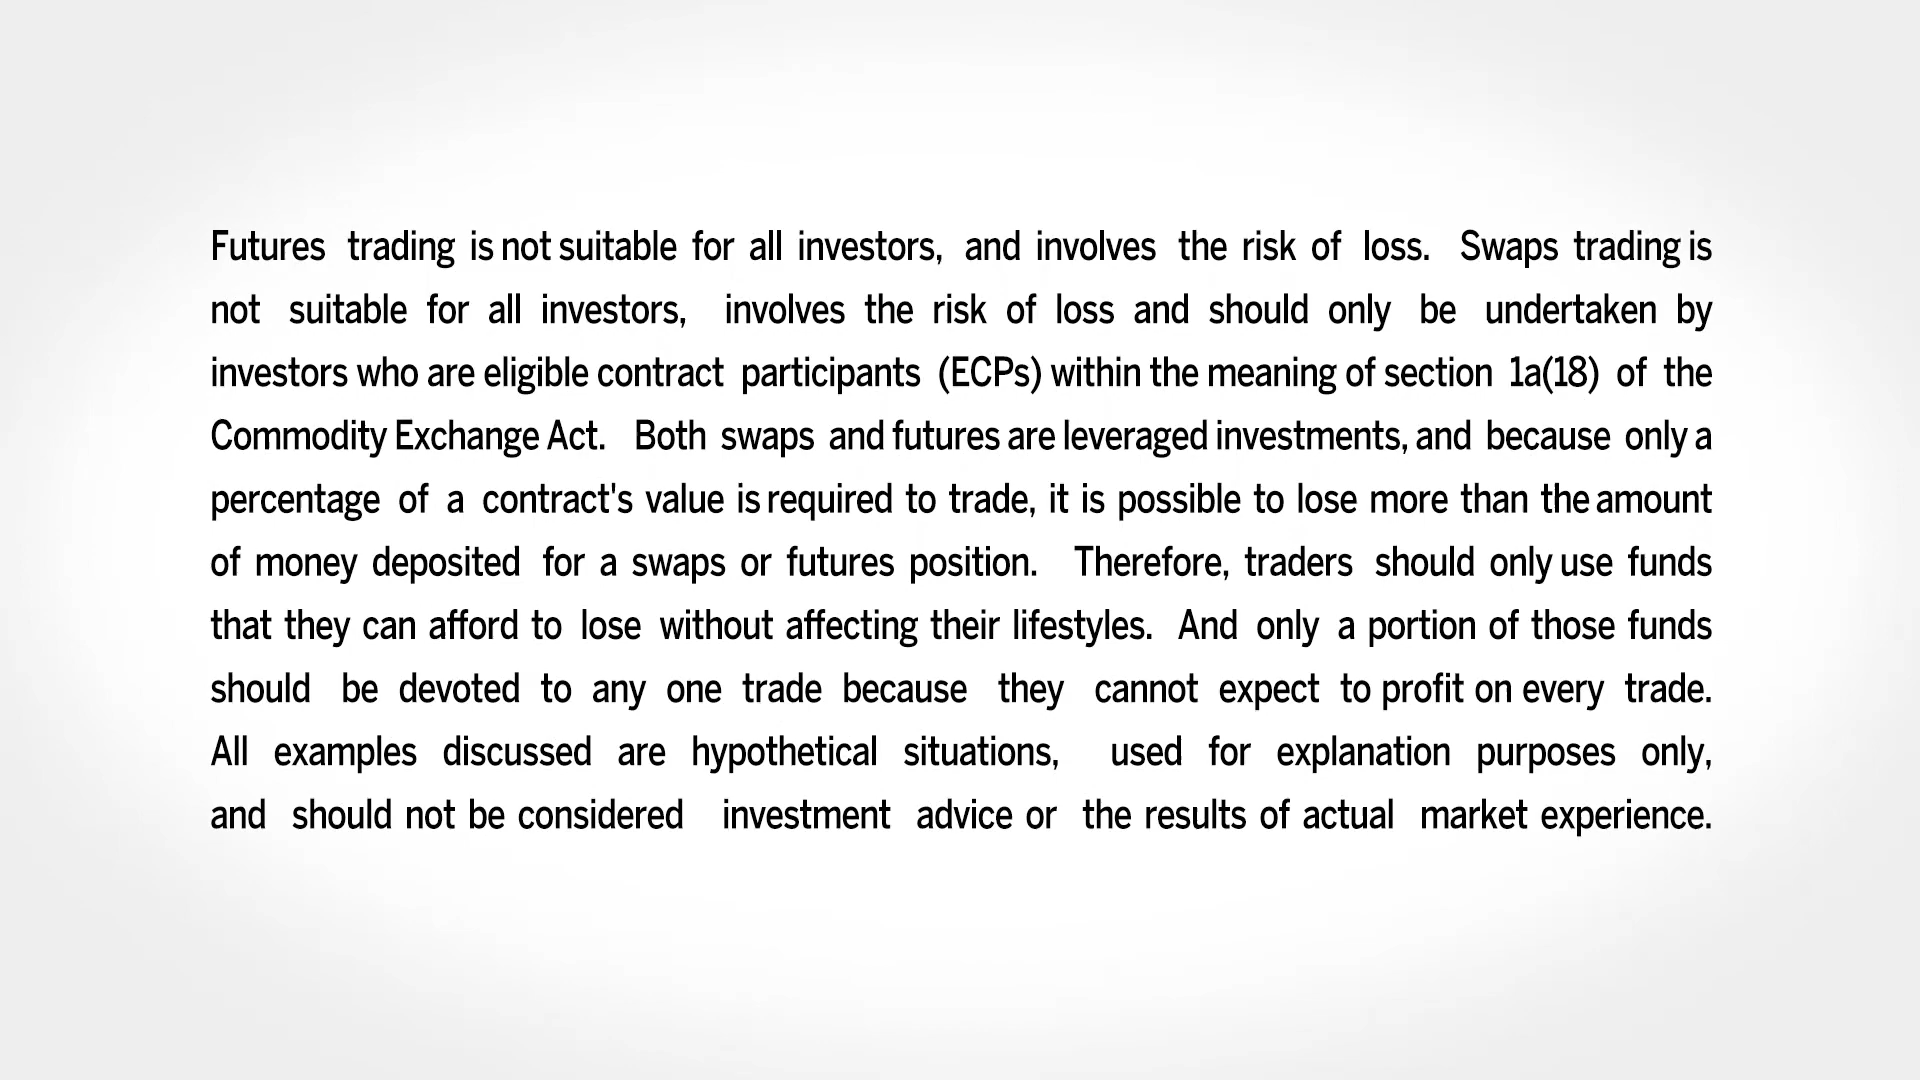 Futures trading is not suitable for all investors, and involves the risk of loss. Swaps trading is
not suitable for all investors, involves the risk of loss and should only be undertaken by
investors who are eligible contract participants (ECPs) within the meaning of section 1a(18) of the
Commodity Exchange Act. Both swaps and futures are leveraged investments, and because only a
percentage of a contract's value is required to trade, it is possible to lose more than the amount
of money deposited for a swaps or futures position. Therefore, traders should only use funds
that they can afford to lose without affecting their lifestyles. And only a portion of those funds
should be devoted to any one trade because they cannot expect to profit on every trade.
All examples discussed are hypothetical situations, used for explanation purposes only,
and should not be considered investment advice or the results of actual market experience.